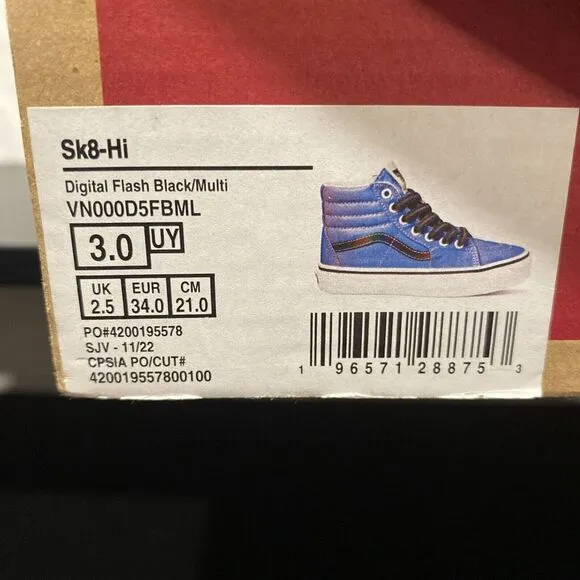 Sk8-Hi
Digital Flash Black/Multi
VN000D5FBML
3.0 UY
UK EUR CM
2.5 34.0 21.0
PO#4200195578
SJV - 11/22
CPSIA PO/CUT#
420019557800100
1 96571 28875 3